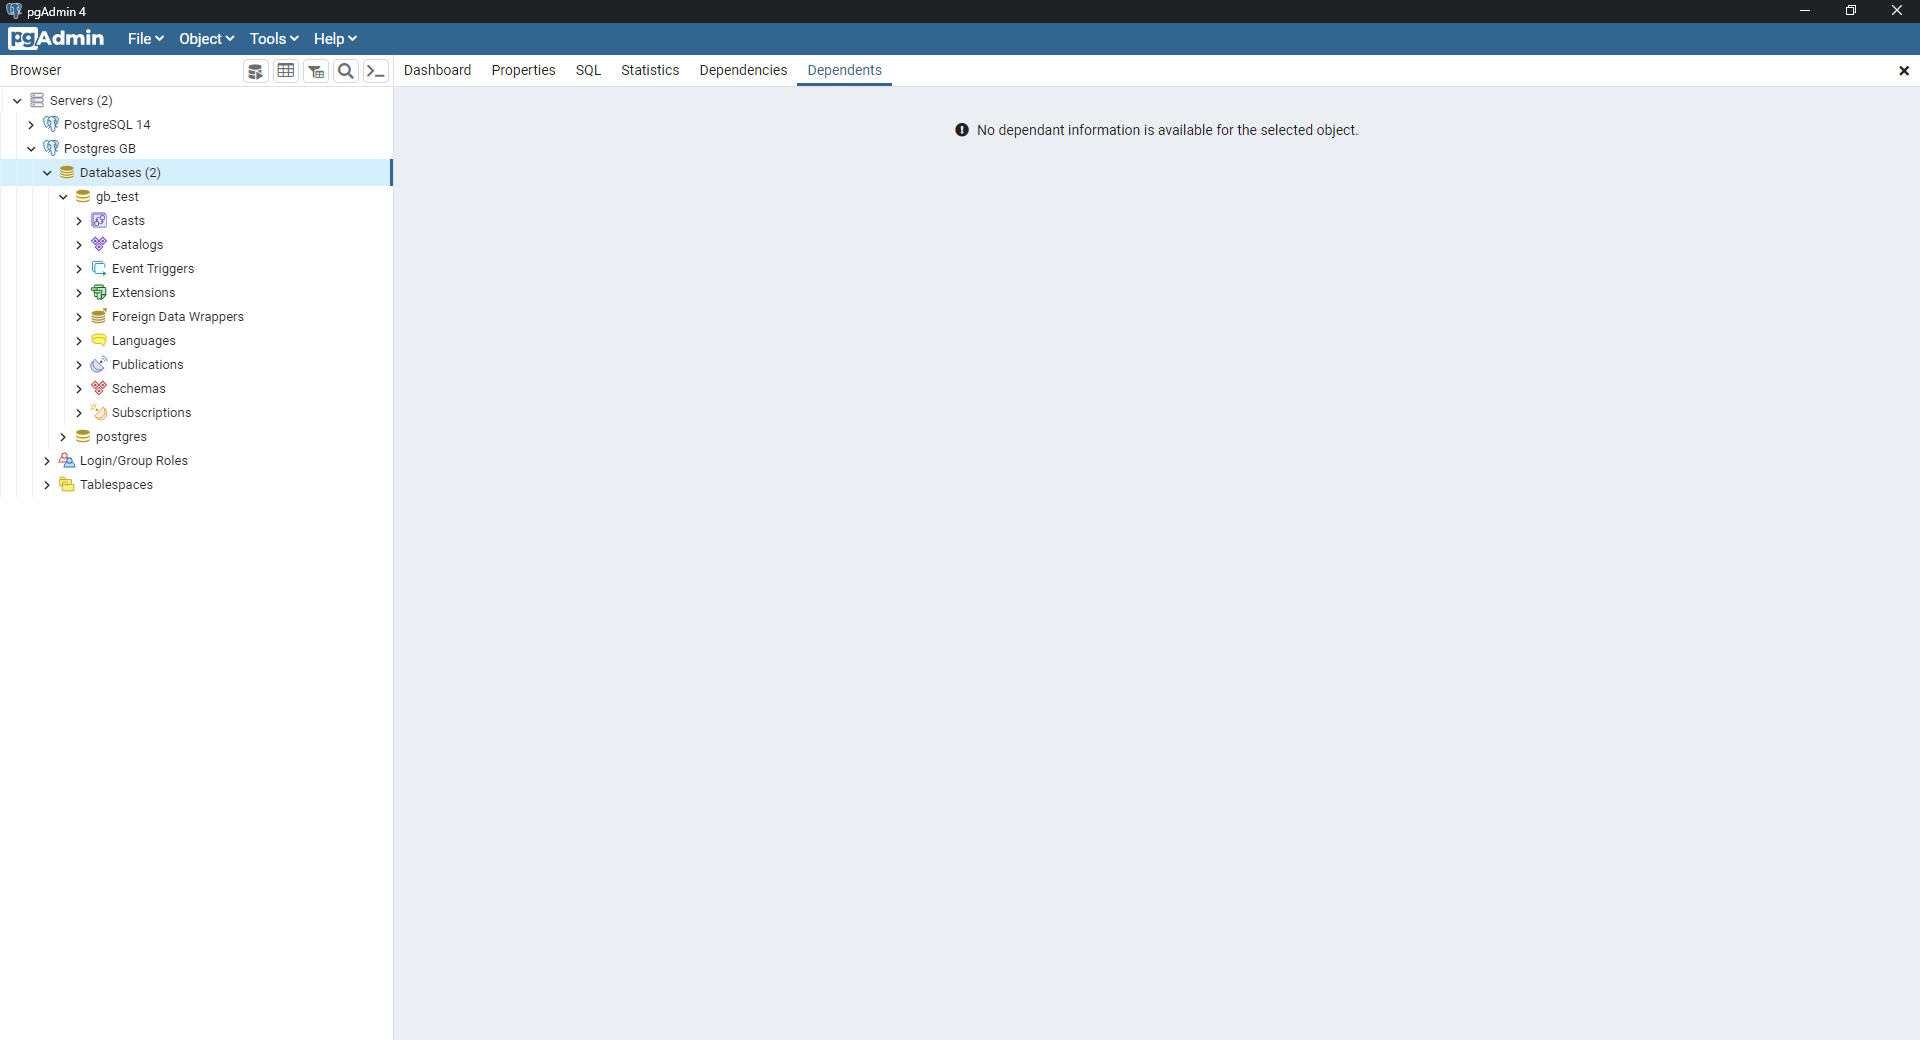 pgAdmin 4
pgAdmin File Object Tools Help
Browser Dashboard Properties SQL Statistics Dependencies Dependents
Servers (2)
PostgreSQL 14
No dependant information is available for the selected object.
Postgres GB
Databases (2)
gb_test
Casts
Catalogs
Event Triggers
Extensions
Foreign Data Wrappers
Languages
Publications
Schemas
Subscriptions
postgres
Login/Group Roles
Tablespaces